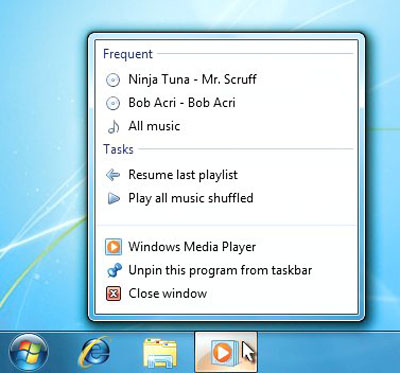 Frequent
Ninja Tuna - Mr. Scruff
Bob Acri - Bob Acri
All music
Tasks
Resume last playlist
Play all music shuffled
Windows Media Player
Unpin this program from taskbar
Close window